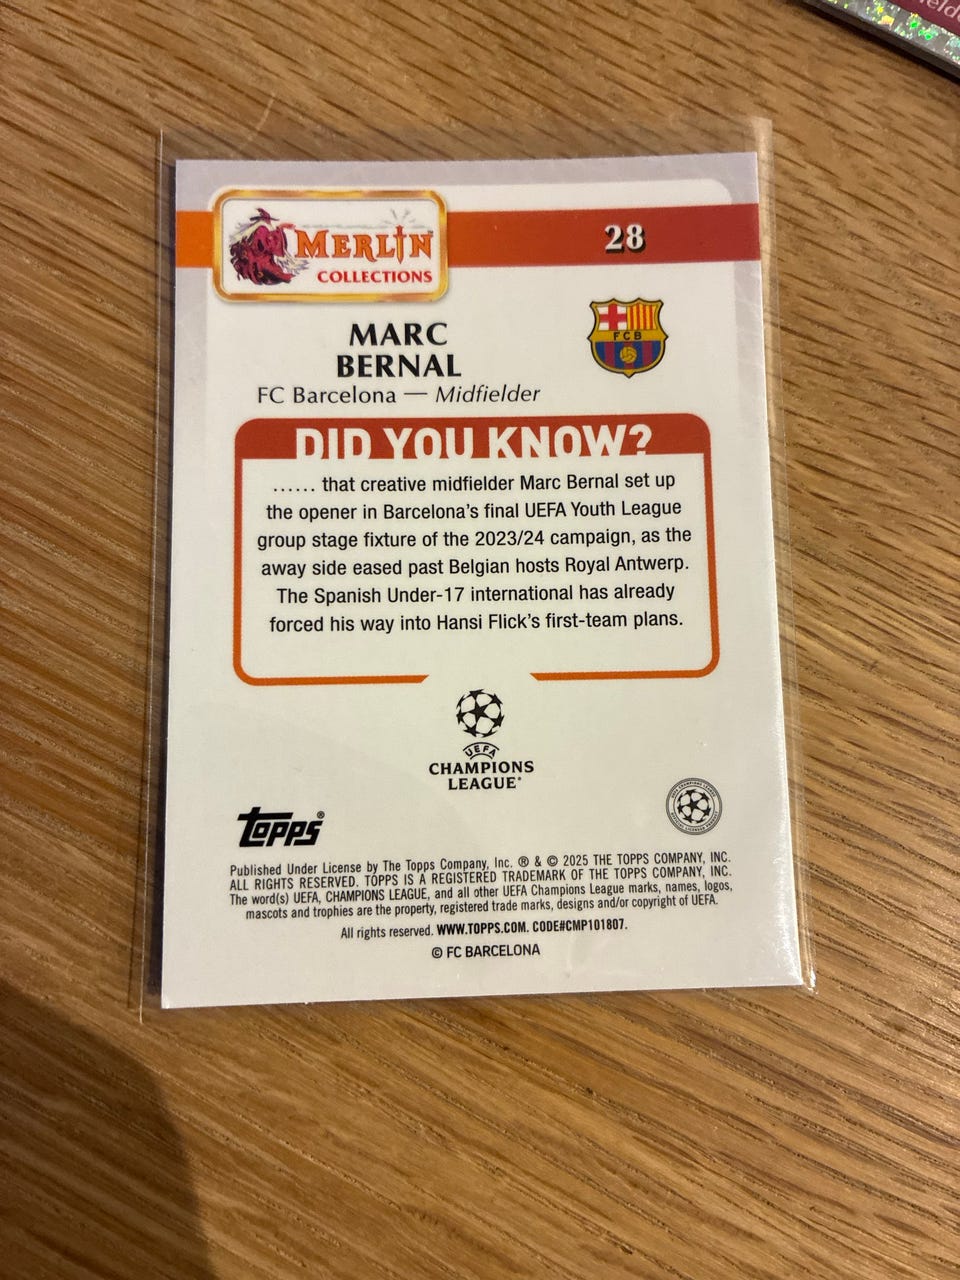 MERLIN™
COLLECTIONS
28
MARC
BERNAL
FCB
FC Barcelona — Midfielder
DID YOU KNOW?
...... that creative midfielder Marc Bernal set up
the opener in Barcelona's final UEFA Youth League
group stage fixture of the 2023/24 campaign, as the
away side eased past Belgian hosts Royal Antwerp.
The Spanish Under-17 international has already
forced his way into Hansi Flick's first-team plans.
UEFA
CHAMPIONS
LEAGUE®
topps®
Published Under License by The Topps Company, Inc. ® & © 2025 THE TOPPS COMPANY, INC.
ALL RIGHTS RESERVED. TOPPS IS A REGISTERED TRADEMARK OF THE TOPPS COMPANY, INC.
The word(s) UEFA, CHAMPIONS LEAGUE, and all other UEFA Champions League marks, names, logos,
mascots and trophies are the property, registered trade marks, designs and/or copyright of UEFA.
All rights reserved. WWW.TOPPS.COM. CODE#CMP101807.
© FC BARCELONA